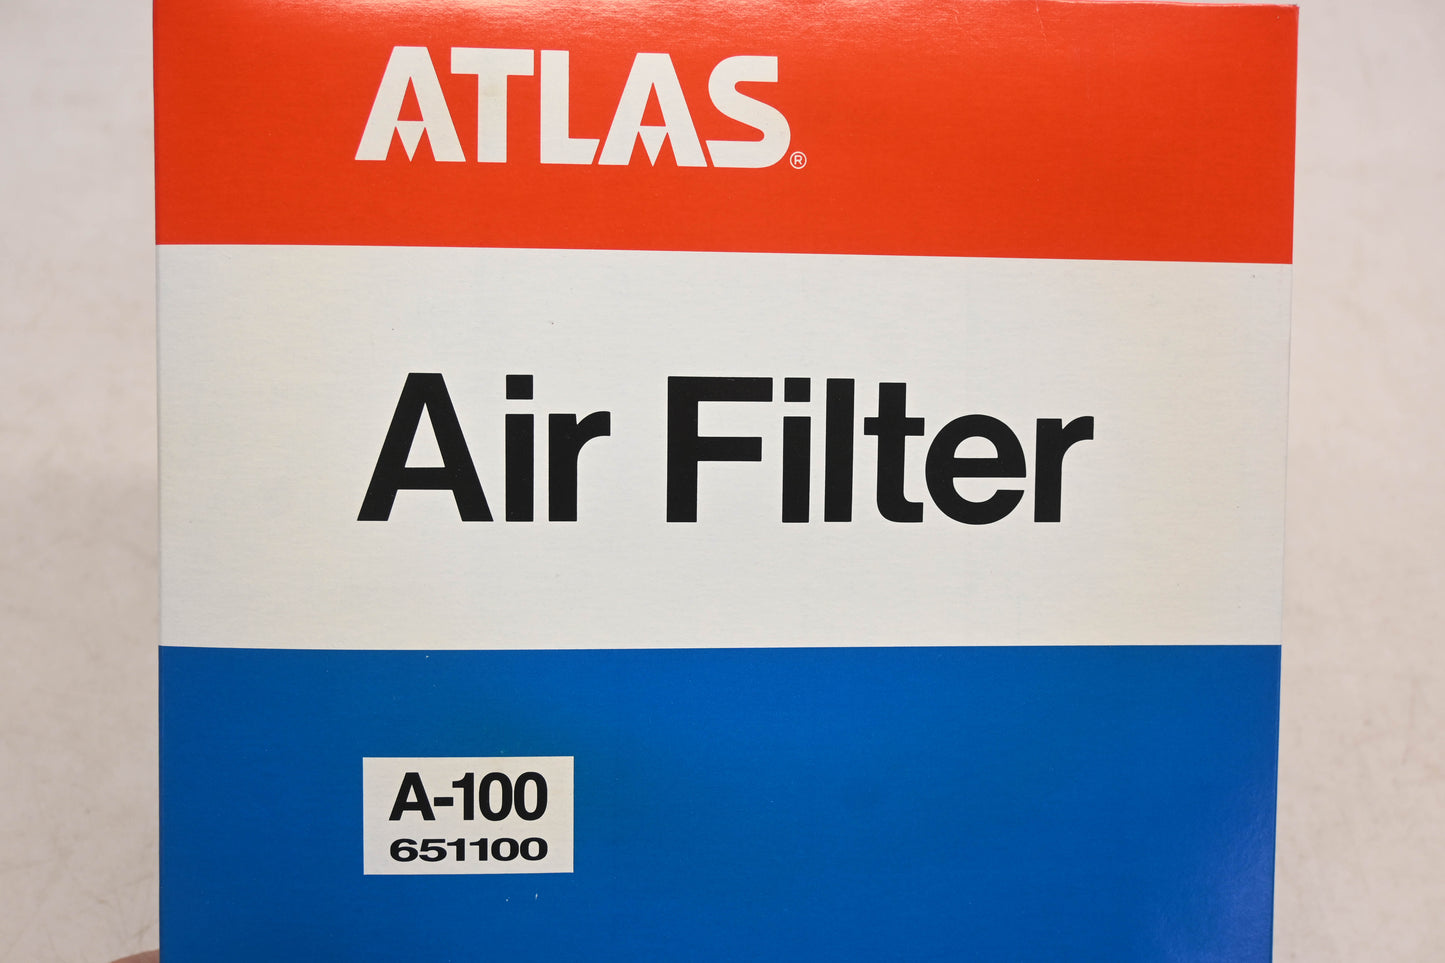 ATLAS®
Air Filter
A-100
651100